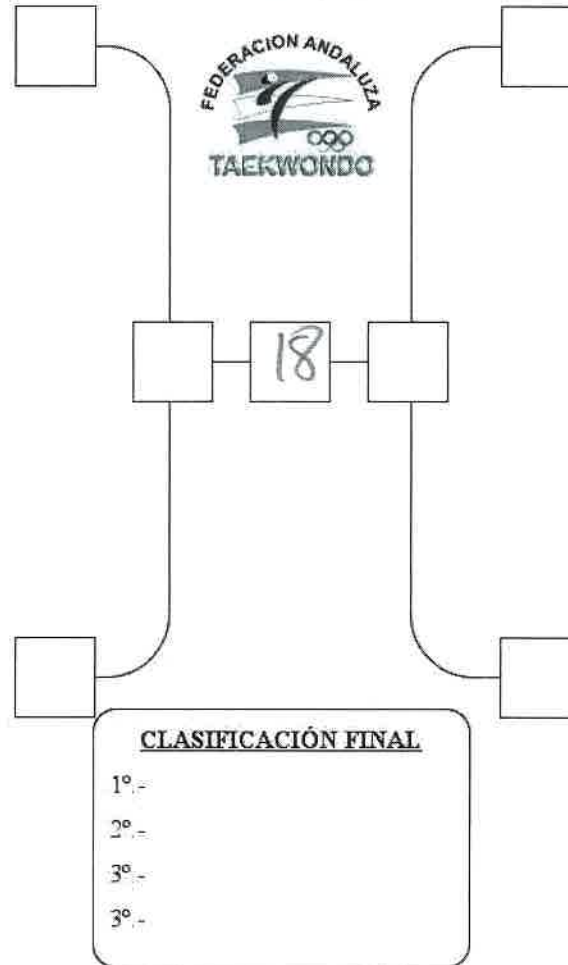 FEDERACION ANDALUZA
TAEKWONDO
18
CLASIFICACIÓN FINAL
1º.-
2º.-
3º.-
3º.-